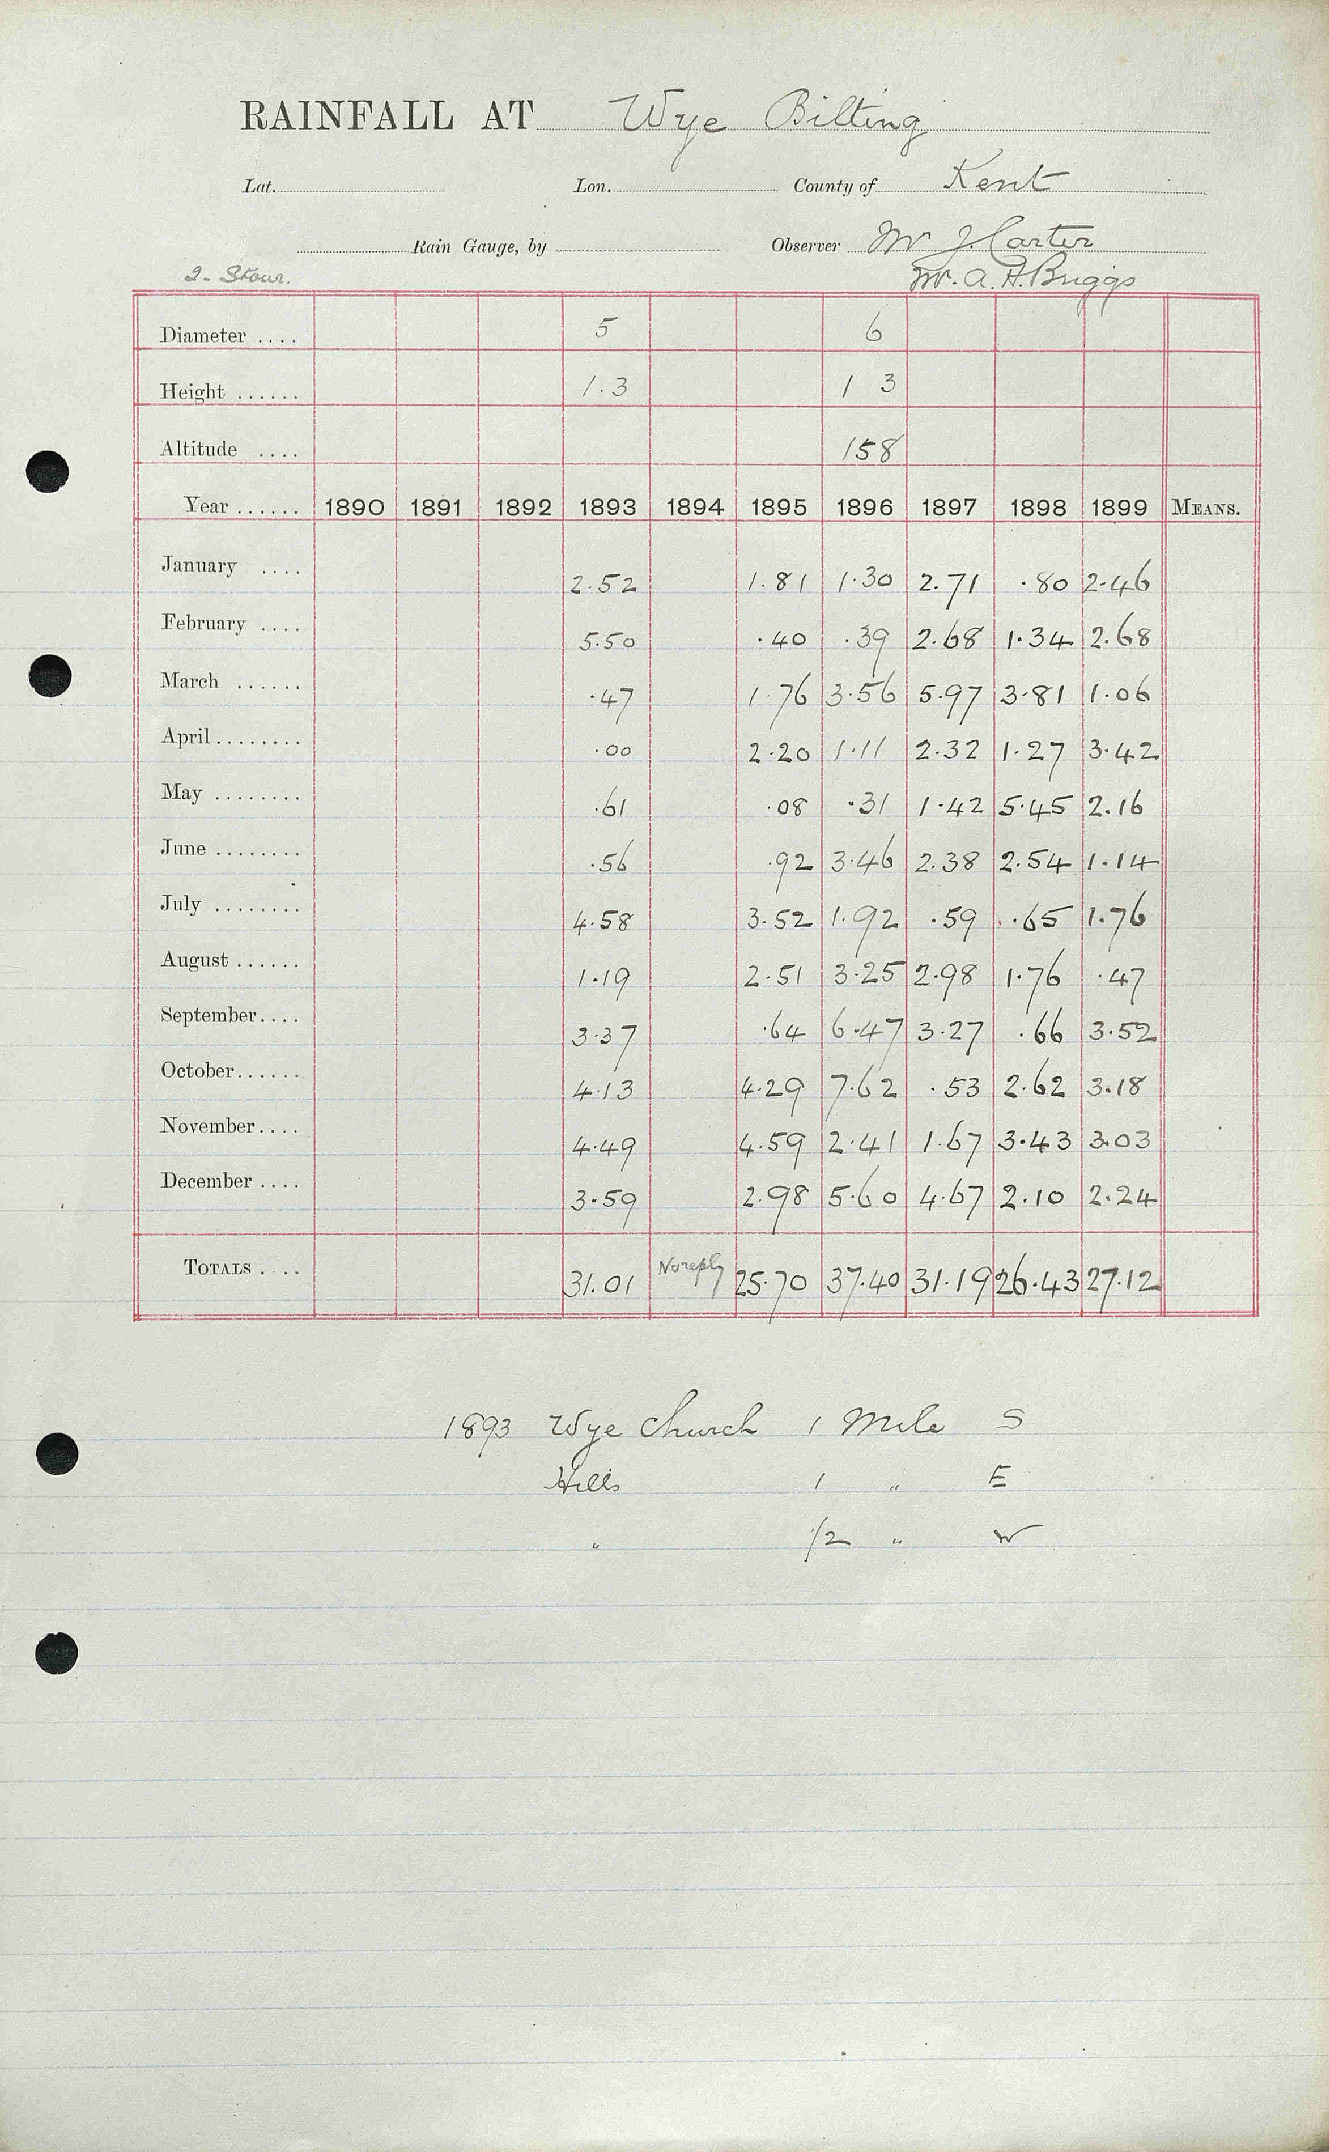 RAINFALL AT Wye Bilting
Lat. Lon. County of Kent
Rain Gauge, by Observer Mr J. Carter
2- Stour. Mr. A. H. Briggs
Diameter .... 5 6
Height ...... 1.3 1 3
Altitude .... 158
Year ...... 1890 1891 1892 1893 1894 1895 1896 1897 1898 1899 MEANS.
January .... 2.52 1.81 1.30 2.71 .80 2.46
February .... 5.50 .40 .39 2.68 1.34 2.68
March ...... .47 1.76 3.56 5.97 3.81 1.06
April ........ .00 2.20 1.11 2.32 1.27 3.42
May ........ .61 .08 .31 1.42 5.45 2.16
June ........ .56 .92 3.46 2.38 2.54 1.14
July ........ 4.58 3.52 1.92 .59 .65 1.76
August ...... 1.19 2.51 3.25 2.98 1.76 .47
September.... 3.37 .64 6.47 3.27 .66 3.52
October...... 4.13 4.29 7.62 .53 2.62 3.18
November.... 4.49 4.59 2.41 1.67 3.43 3.03
December .... 3.59 2.98 5.60 4.67 2.10 2.24
TOTALS .... 31.01 No reply 25.70 37.40 31.19 26.43 27.12
1893 Wye Church 1 Mile S
Hills 1 " E
" 1/2 " W